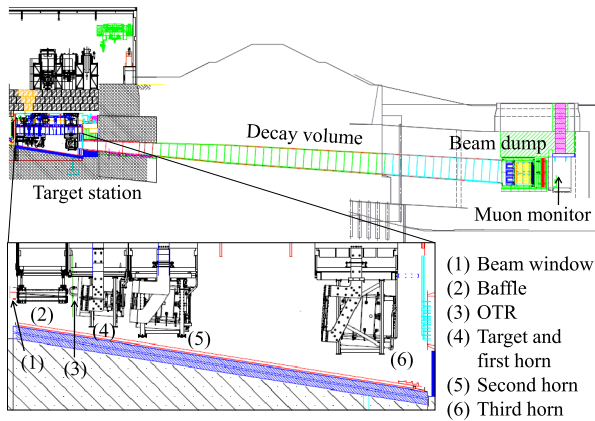 Decay volume
Beam dump
Target station
Muon monitor
(1) Beam window
(2) Baffle
(3) OTR
(4) Target and
first horn
(5) Second horn
(6) Third horn
(2)
(4)
(5)
(6)
(1)
(3)